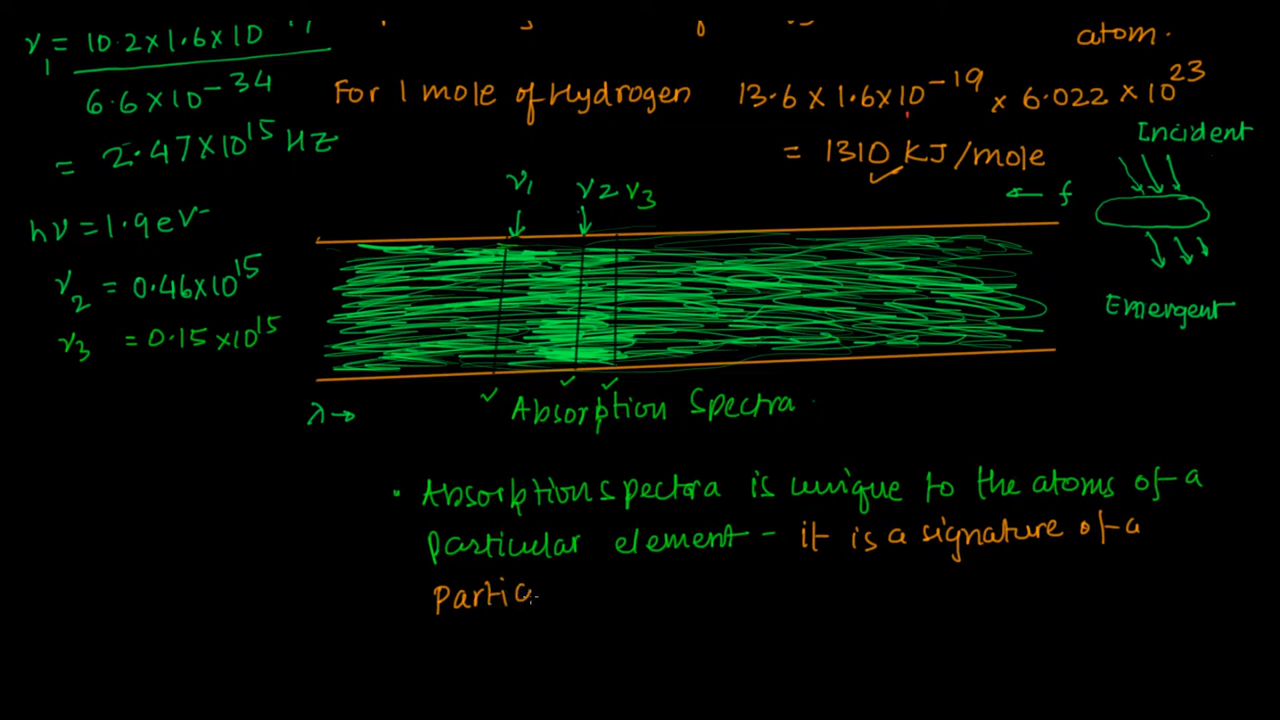 atom.
ν₁ = 10.2×1.6×10
6.6×10⁻³⁴
= 2.47×10¹⁵ HZ
For 1 mole of Hydrogen 13.6 × 1.6×10⁻¹⁹ × 6.022 × 10²³
= 1310 KJ/mole
Incident
hν = 1.9eV
ν₂ = 0.46×10¹⁵
ν₃ = 0.15×10¹⁵
ν₁ ν2 ν₃
← f
Emergent
λ→
Absorption Spectra
• Absorption spectra is unique to the atoms of a
particular element - it is a signature of a
partic